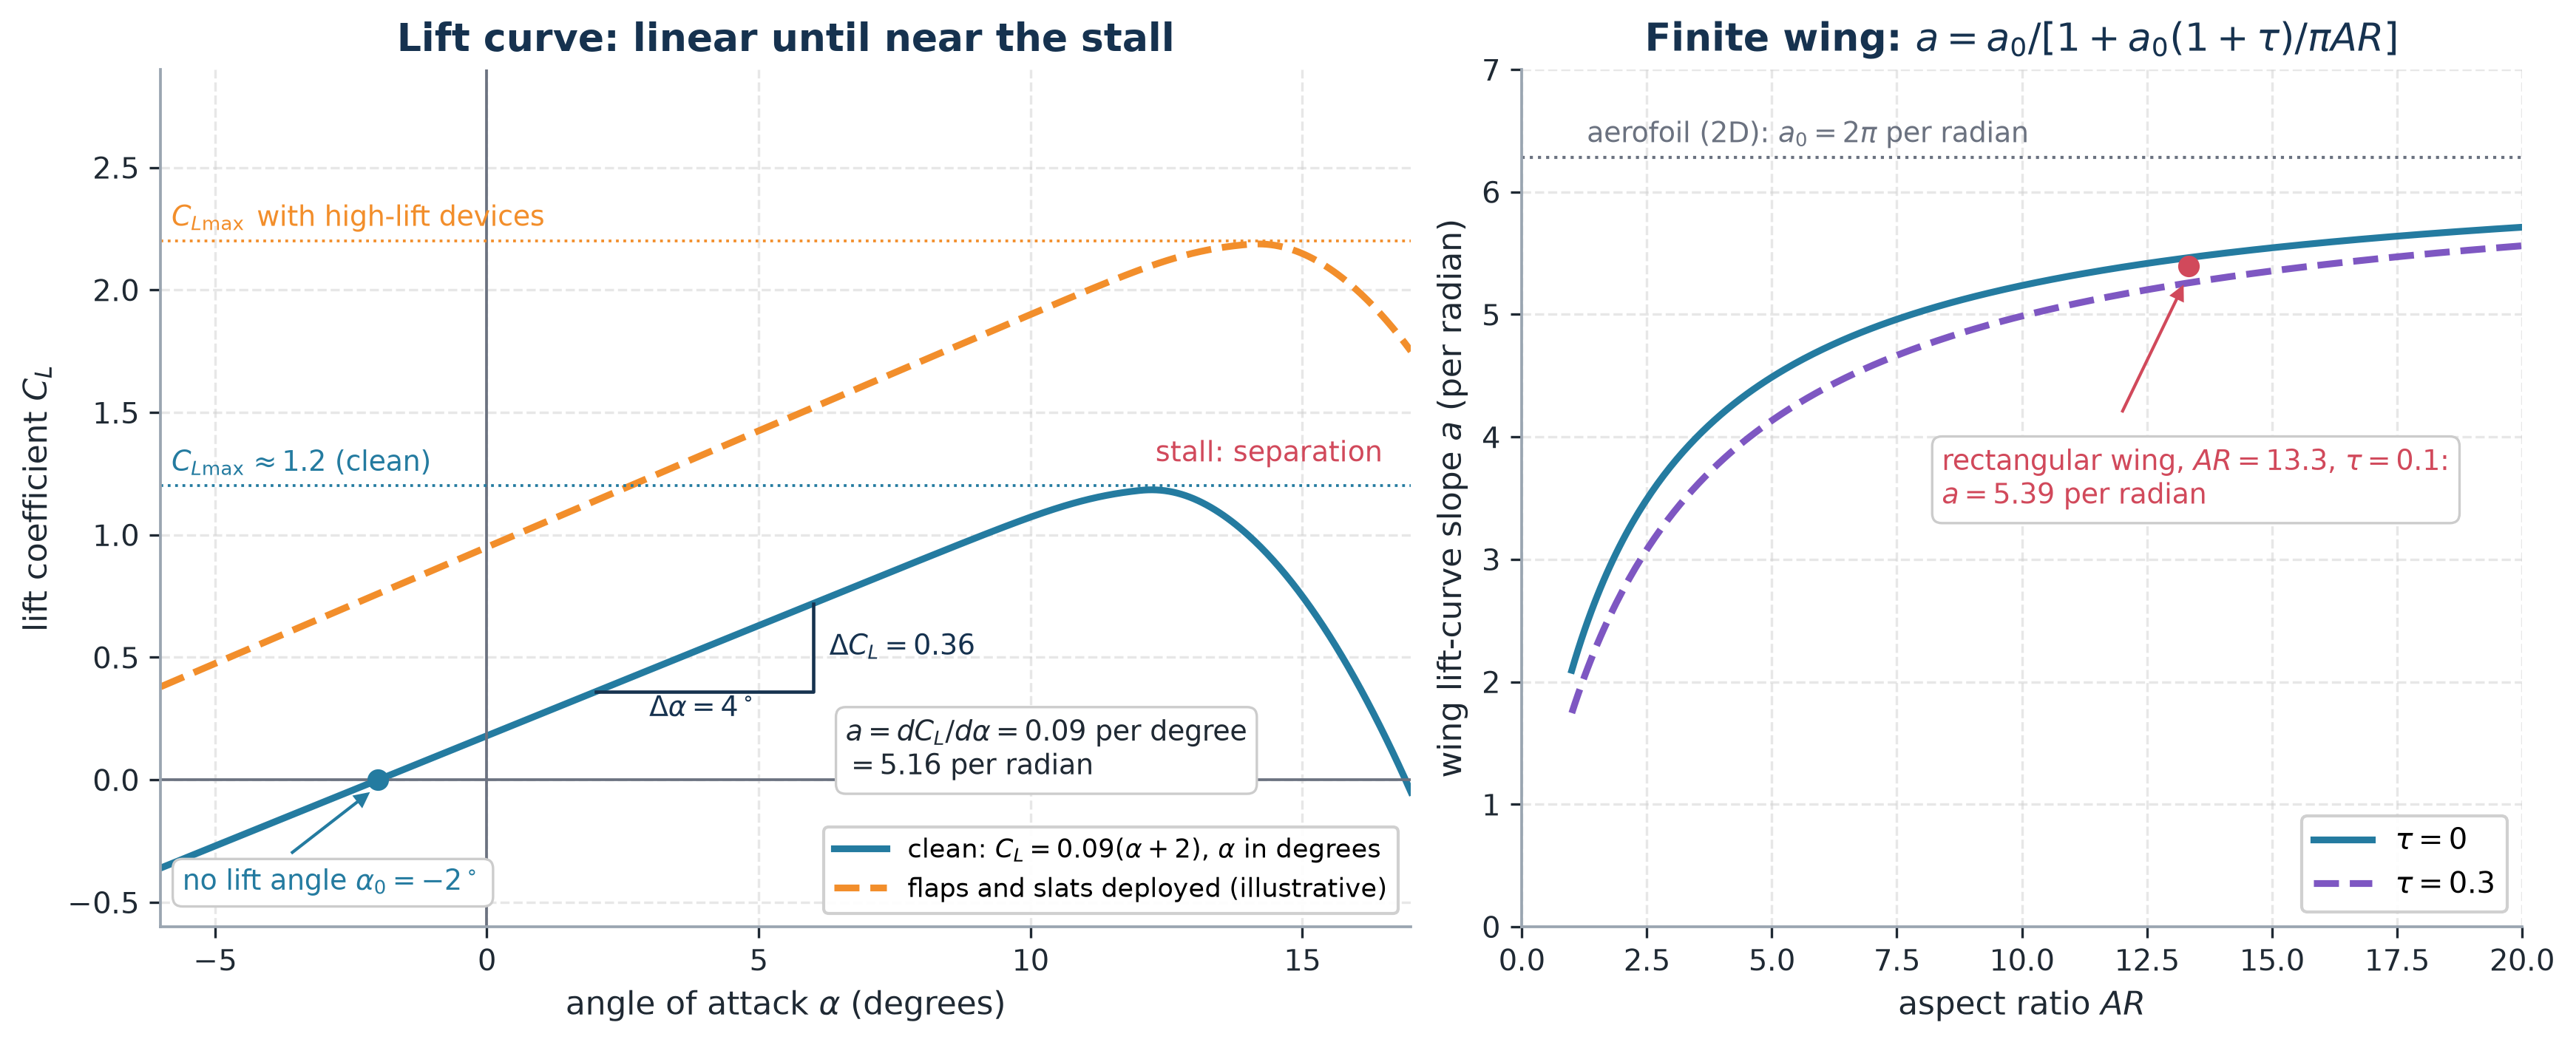 Lift curve: linear until near the stall
lift coefficient C_L
2.5
2.0
1.5
1.0
0.5
0.0
−0.5
C_Lmax with high-lift devices
C_Lmax ≈ 1.2 (clean)
stall: separation
ΔC_L = 0.36
Δα = 4°
a = dC_L/dα = 0.09 per degree
= 5.16 per radian
no lift angle α₀ = −2°
clean: C_L = 0.09(α + 2), α in degrees
flaps and slats deployed (illustrative)
−5 0 5 10 15
angle of attack α (degrees)
Finite wing: a = a₀/[1 + a₀(1 + τ)/πAR]
wing lift-curve slope a (per radian)
7
6
5
4
3
2
1
0
aerofoil (2D): a₀ = 2π per radian
rectangular wing, AR = 13.3, τ = 0.1:
a = 5.39 per radian
τ = 0
τ = 0.3
0.0 2.5 5.0 7.5 10.0 12.5 15.0 17.5 20.0
aspect ratio AR